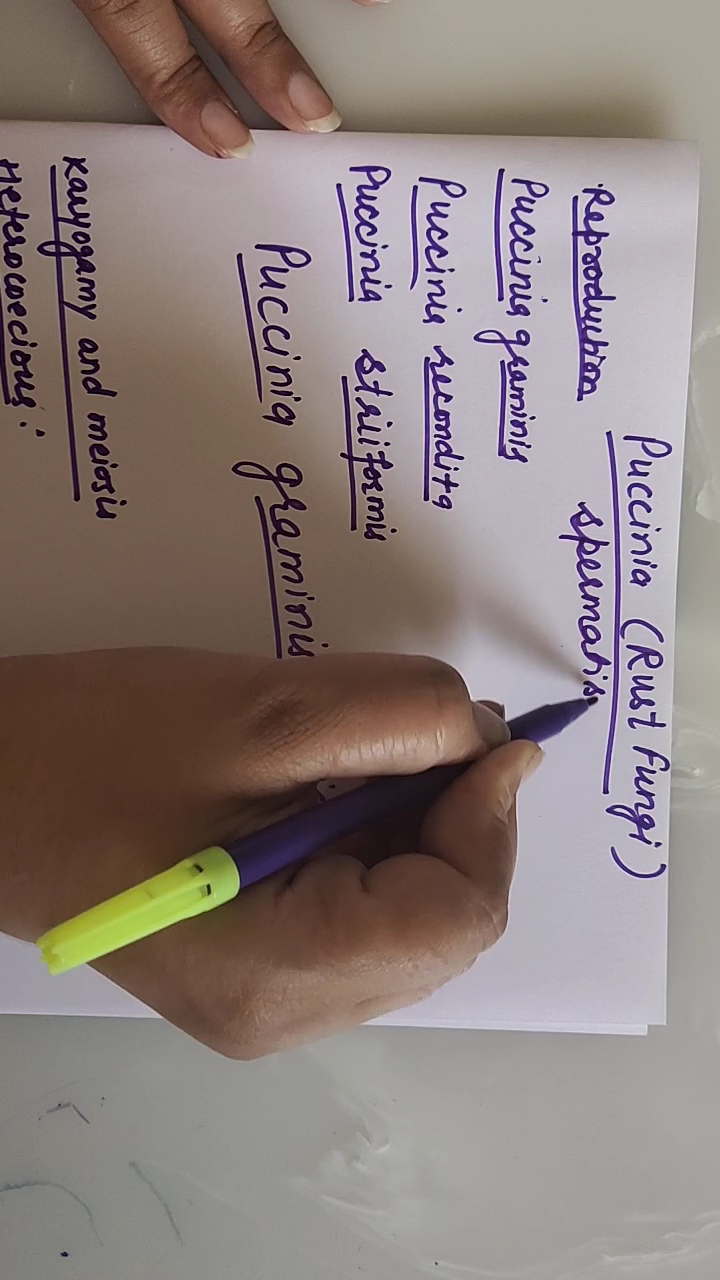 Puccinia (Rust Fungi)
spermatia
Reproduction
Puccinia graminis
Puccinia recondita
Puccinia striiformis
Puccinia graminis
Karyogamy and meiosis
Heteroecious: